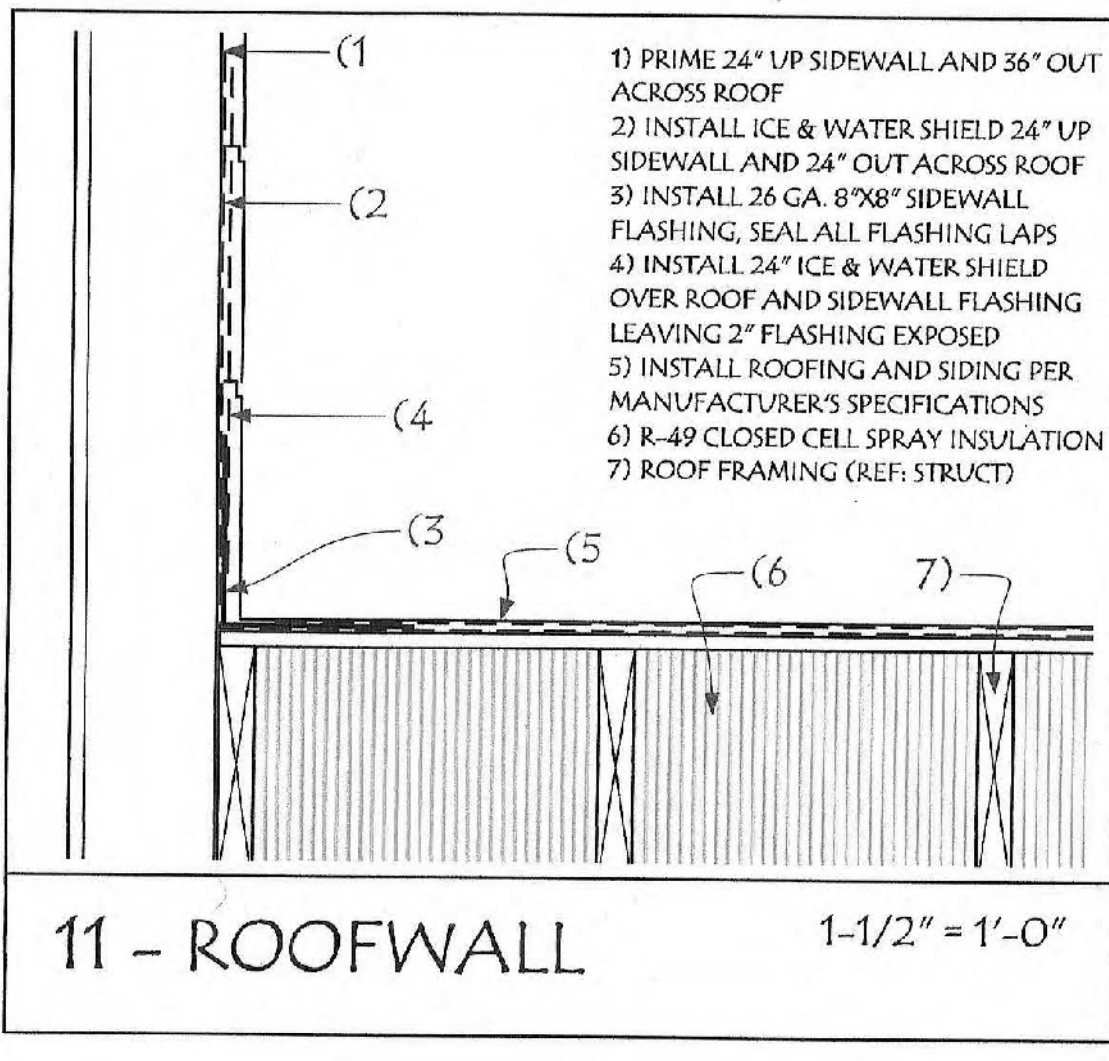 (1
(2
(4
(3
(5
(6
7)
1) PRIME 24" UP SIDEWALL AND 36" OUT
ACROSS ROOF
2) INSTALL ICE & WATER SHIELD 24" UP
SIDEWALL AND 24" OUT ACROSS ROOF
3) INSTALL 26 GA. 8"X8" SIDEWALL
FLASHING, SEAL ALL FLASHING LAPS
4) INSTALL 24" ICE & WATER SHIELD
OVER ROOF AND SIDEWALL FLASHING
LEAVING 2" FLASHING EXPOSED
5) INSTALL ROOFING AND SIDING PER
MANUFACTURER'S SPECIFICATIONS
6) R-49 CLOSED CELL SPRAY INSULATION
7) ROOF FRAMING (REF: STRUCT)
11 - ROOFWALL
1-1/2" = 1'-0"